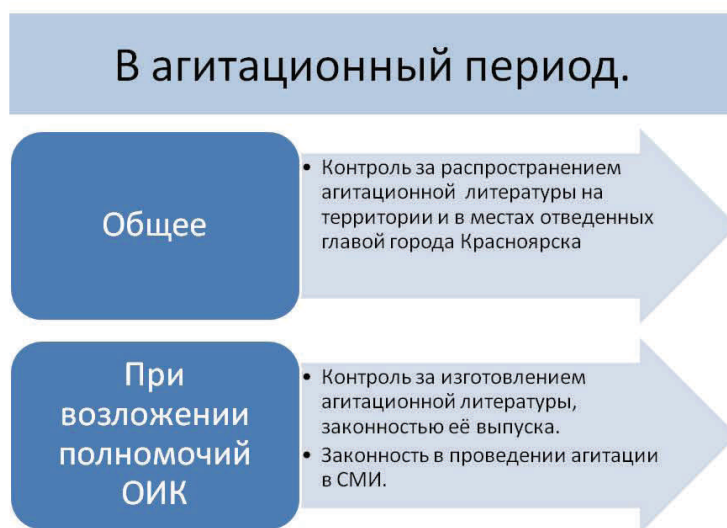 В агитационный период.
Общее
• Контроль за распространением
агитационной литературы на
территории и в местах отведенных
главой города Красноярска
При
возложении
полномочий
ОИК
• Контроль за изготовлением
агитационной литературы,
законностью её выпуска.
• Законность в проведении агитации
в СМИ.